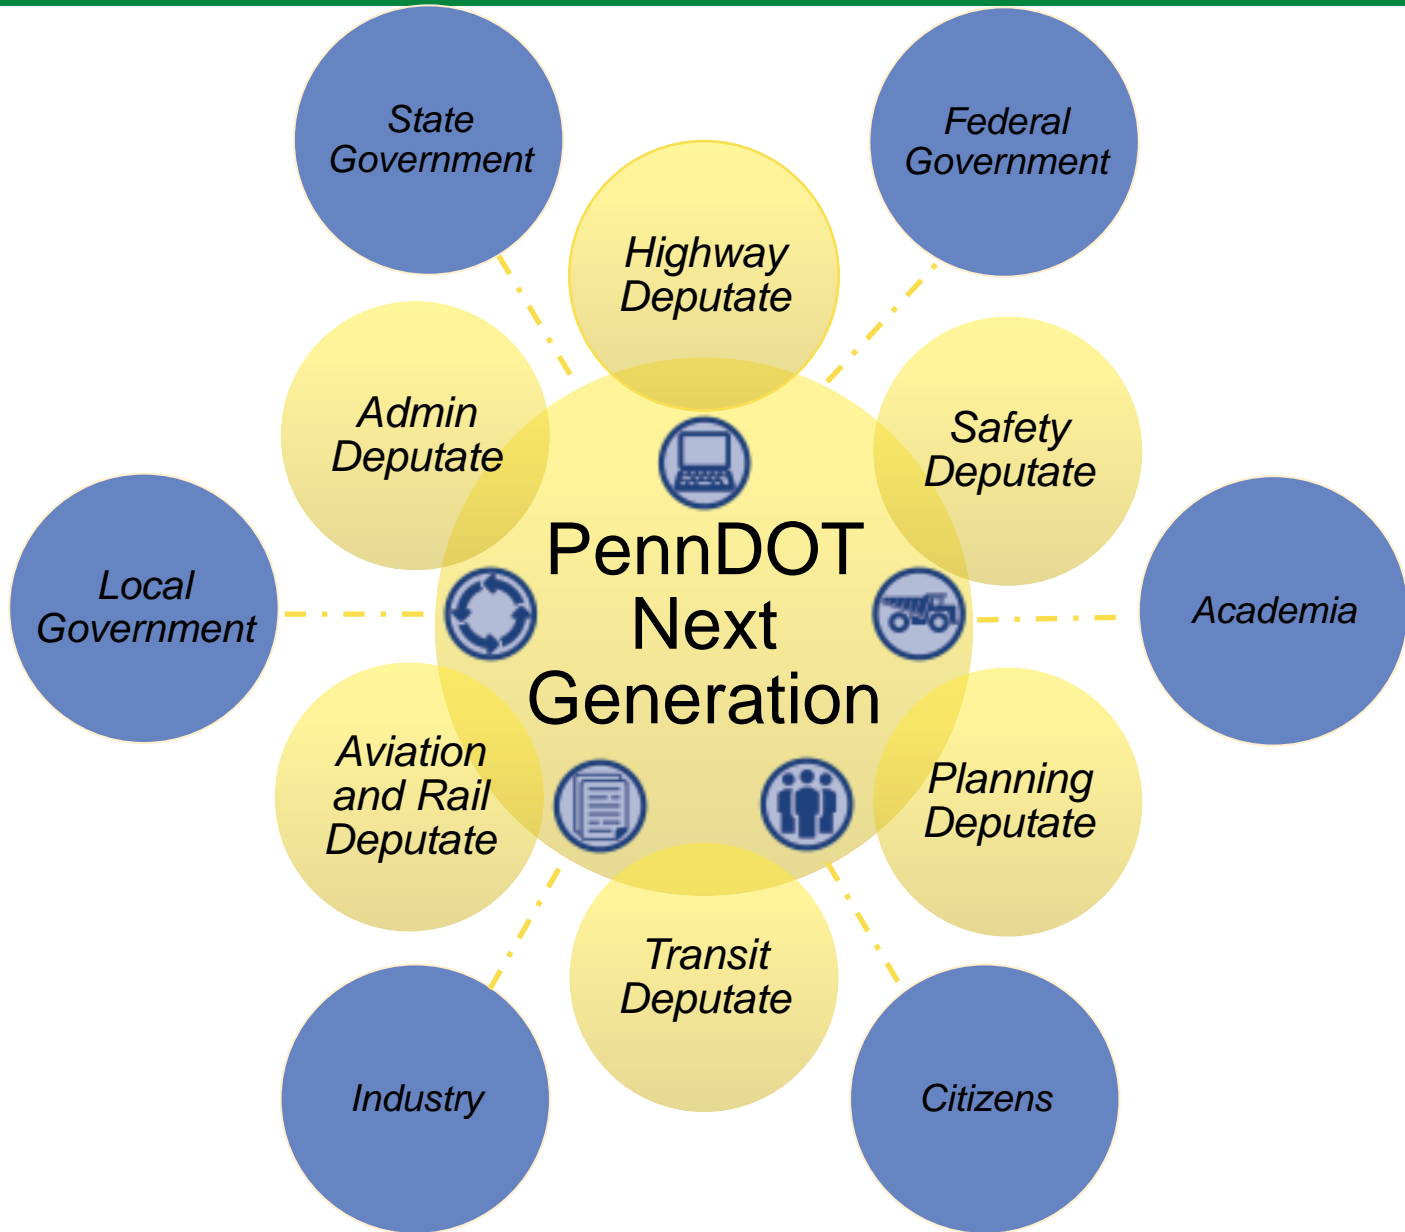 State
Government
Federal
Government
Highway
Deputate
Admin
Deputate
Safety
Deputate
PennDOT
Next
Generation
Local
Government
Academia
Aviation
and Rail
Deputate
Planning
Deputate
Transit
Deputate
Industry
Citizens